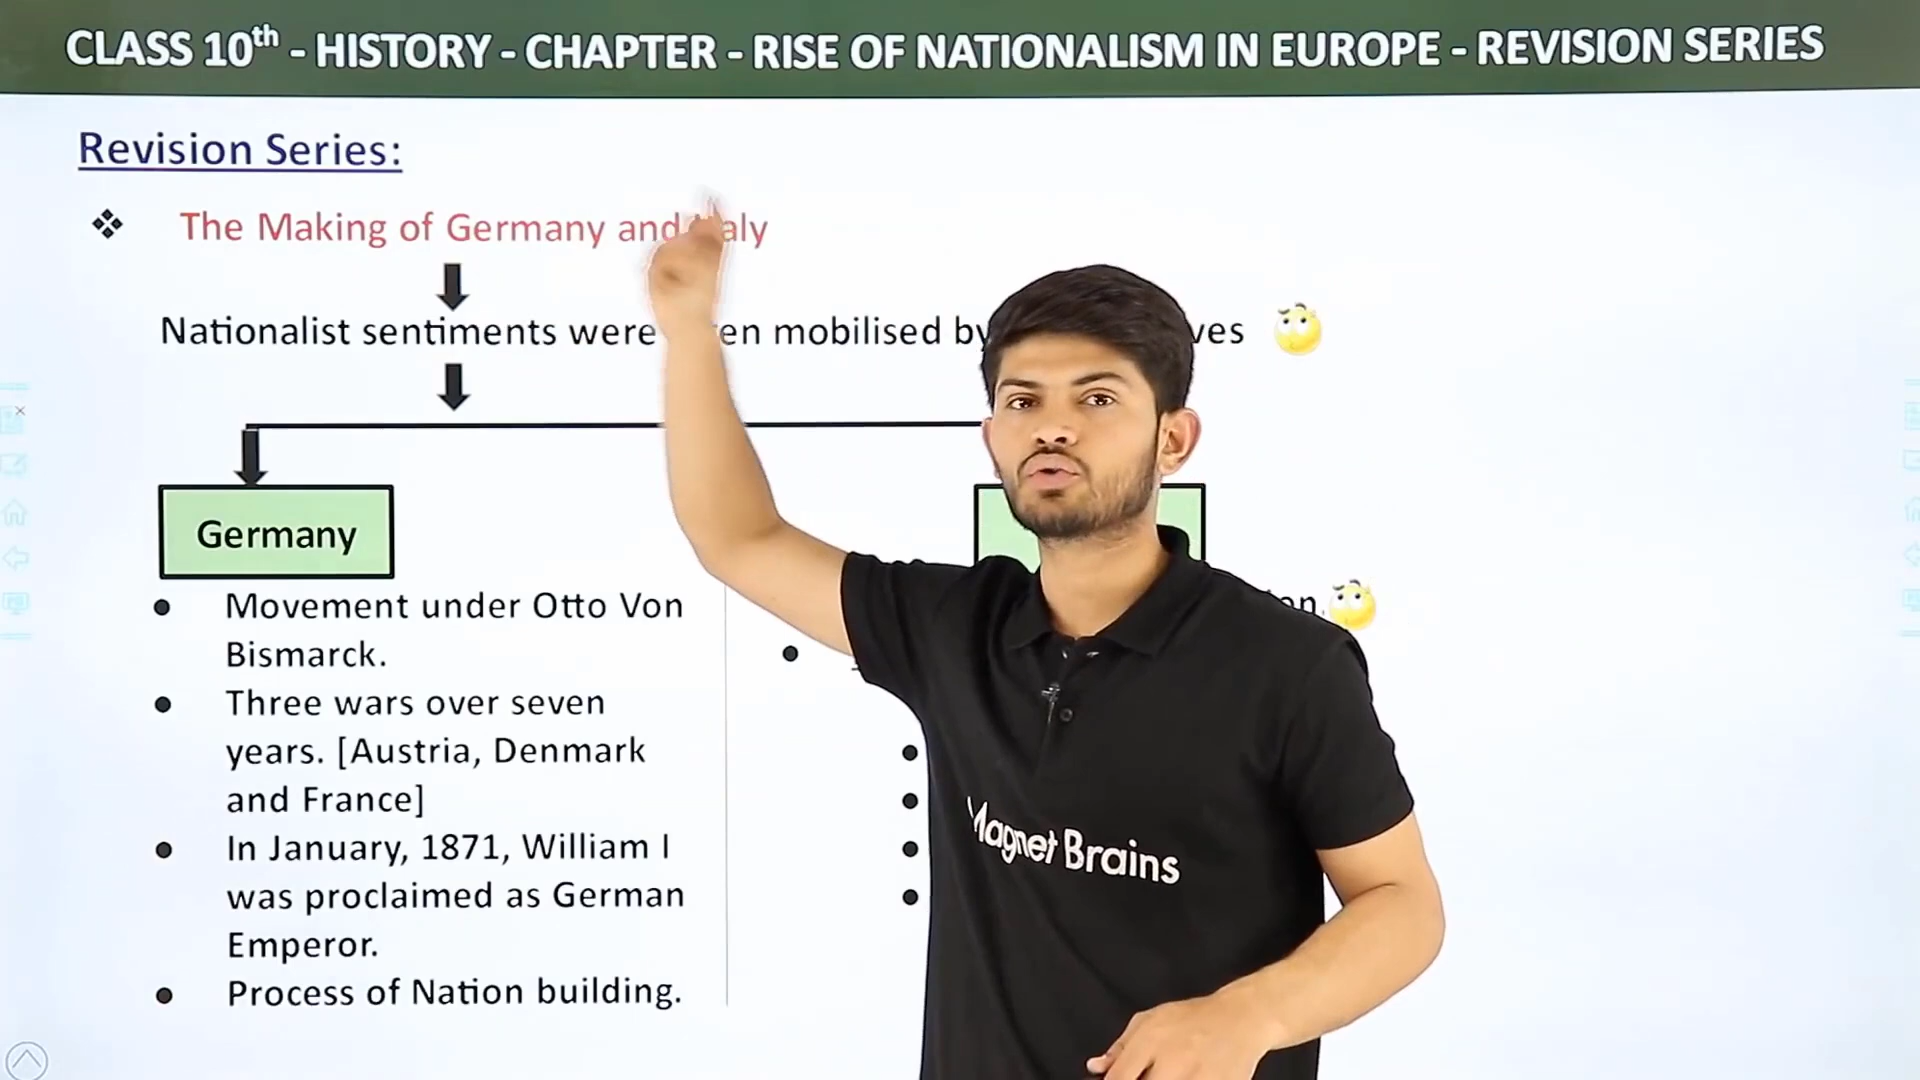 CLASS 10th - HISTORY - CHAPTER - RISE OF NATIONALISM IN EUROPE - REVISION SERIES
Revision Series:
The Making of Germany and
Nationalist sentiments were mobilised by
Germany
Movement under Otto Von
Bismarck.
Three wars over seven
years. [Austria, Denmark
and France]
In January, 1871, William I
was proclaimed as German
Emperor.
Process of Nation building.
Magnet Brains